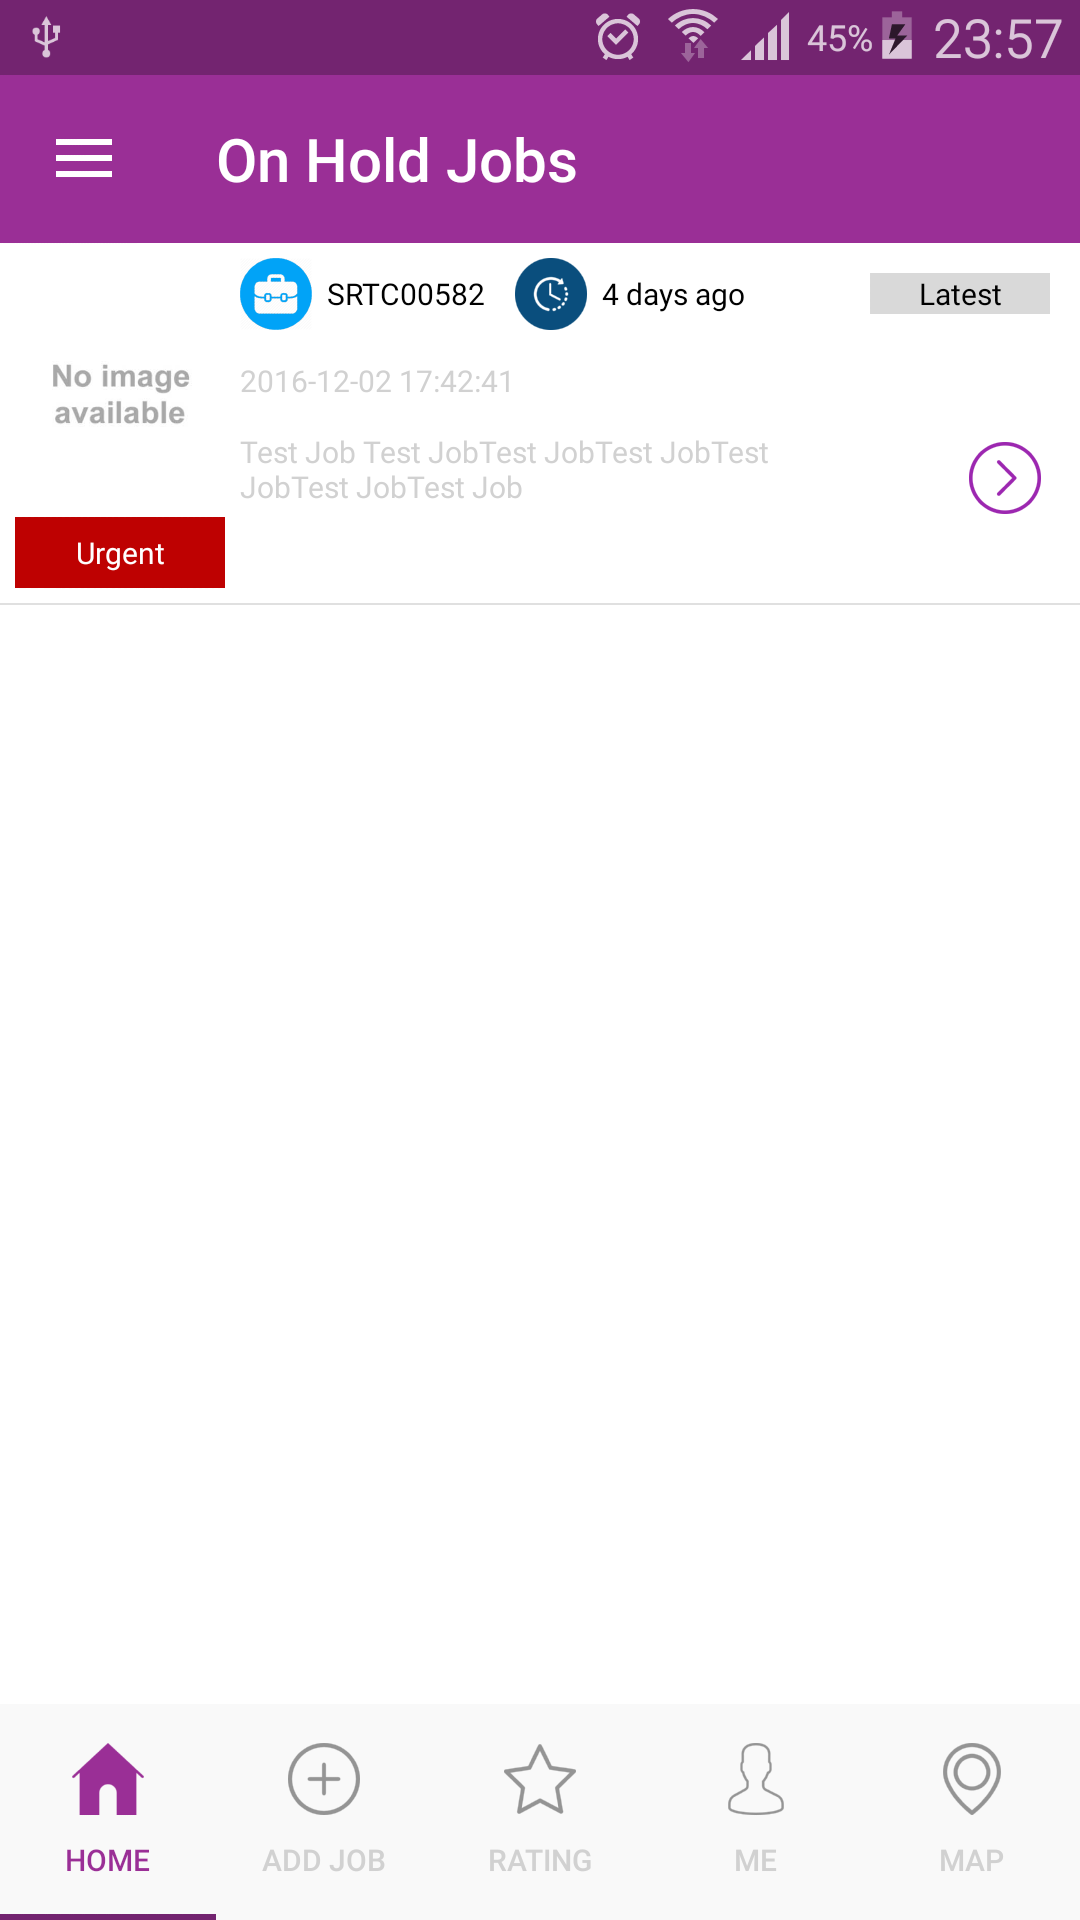 45% 23:57
On Hold Jobs
SRTC00582 4 days ago Latest
No image
available
2016-12-02 17:42:41
Test Job Test JobTest JobTest JobTest
JobTest JobTest Job
Urgent
HOME ADD JOB RATING ME MAP